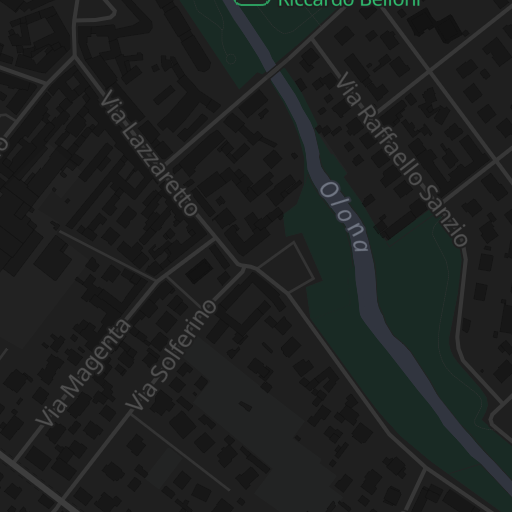 Riccardo Belloni
Via Raffaello Sanzio
Via Lazzaretto
Olona
Via Magenta
Via Solferino
o